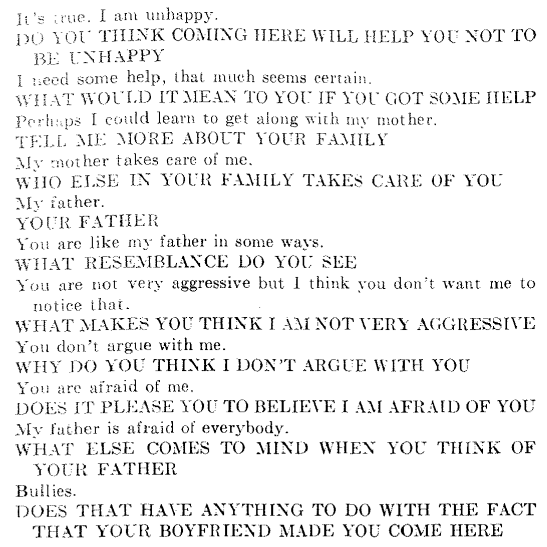 It's true. I am unhappy.
DO YOU THINK COMING HERE WILL HELP YOU NOT TO
BE UNHAPPY
I need some help, that much seems certain.
WHAT WOULD IT MEAN TO YOU IF YOU GOT SOME HELP
Perhaps I could learn to get along with my mother.
TELL ME MORE ABOUT YOUR FAMILY
My mother takes care of me.
WHO ELSE IN YOUR FAMILY TAKES CARE OF YOU
My father.
YOUR FATHER
You are like my father in some ways.
WHAT RESEMBLANCE DO YOU SEE
You are not very aggressive but I think you don't want me to
notice that.
WHAT MAKES YOU THINK I AM NOT VERY AGGRESSIVE
You don't argue with me.
WHY DO YOU THINK I DON'T ARGUE WITH YOU
You are afraid of me.
DOES IT PLEASE YOU TO BELIEVE I AM AFRAID OF YOU
My father is afraid of everybody.
WHAT ELSE COMES TO MIND WHEN YOU THINK OF
YOUR FATHER
Bullies.
DOES THAT HAVE ANYTHING TO DO WITH THE FACT
THAT YOUR BOYFRIEND MADE YOU COME HERE